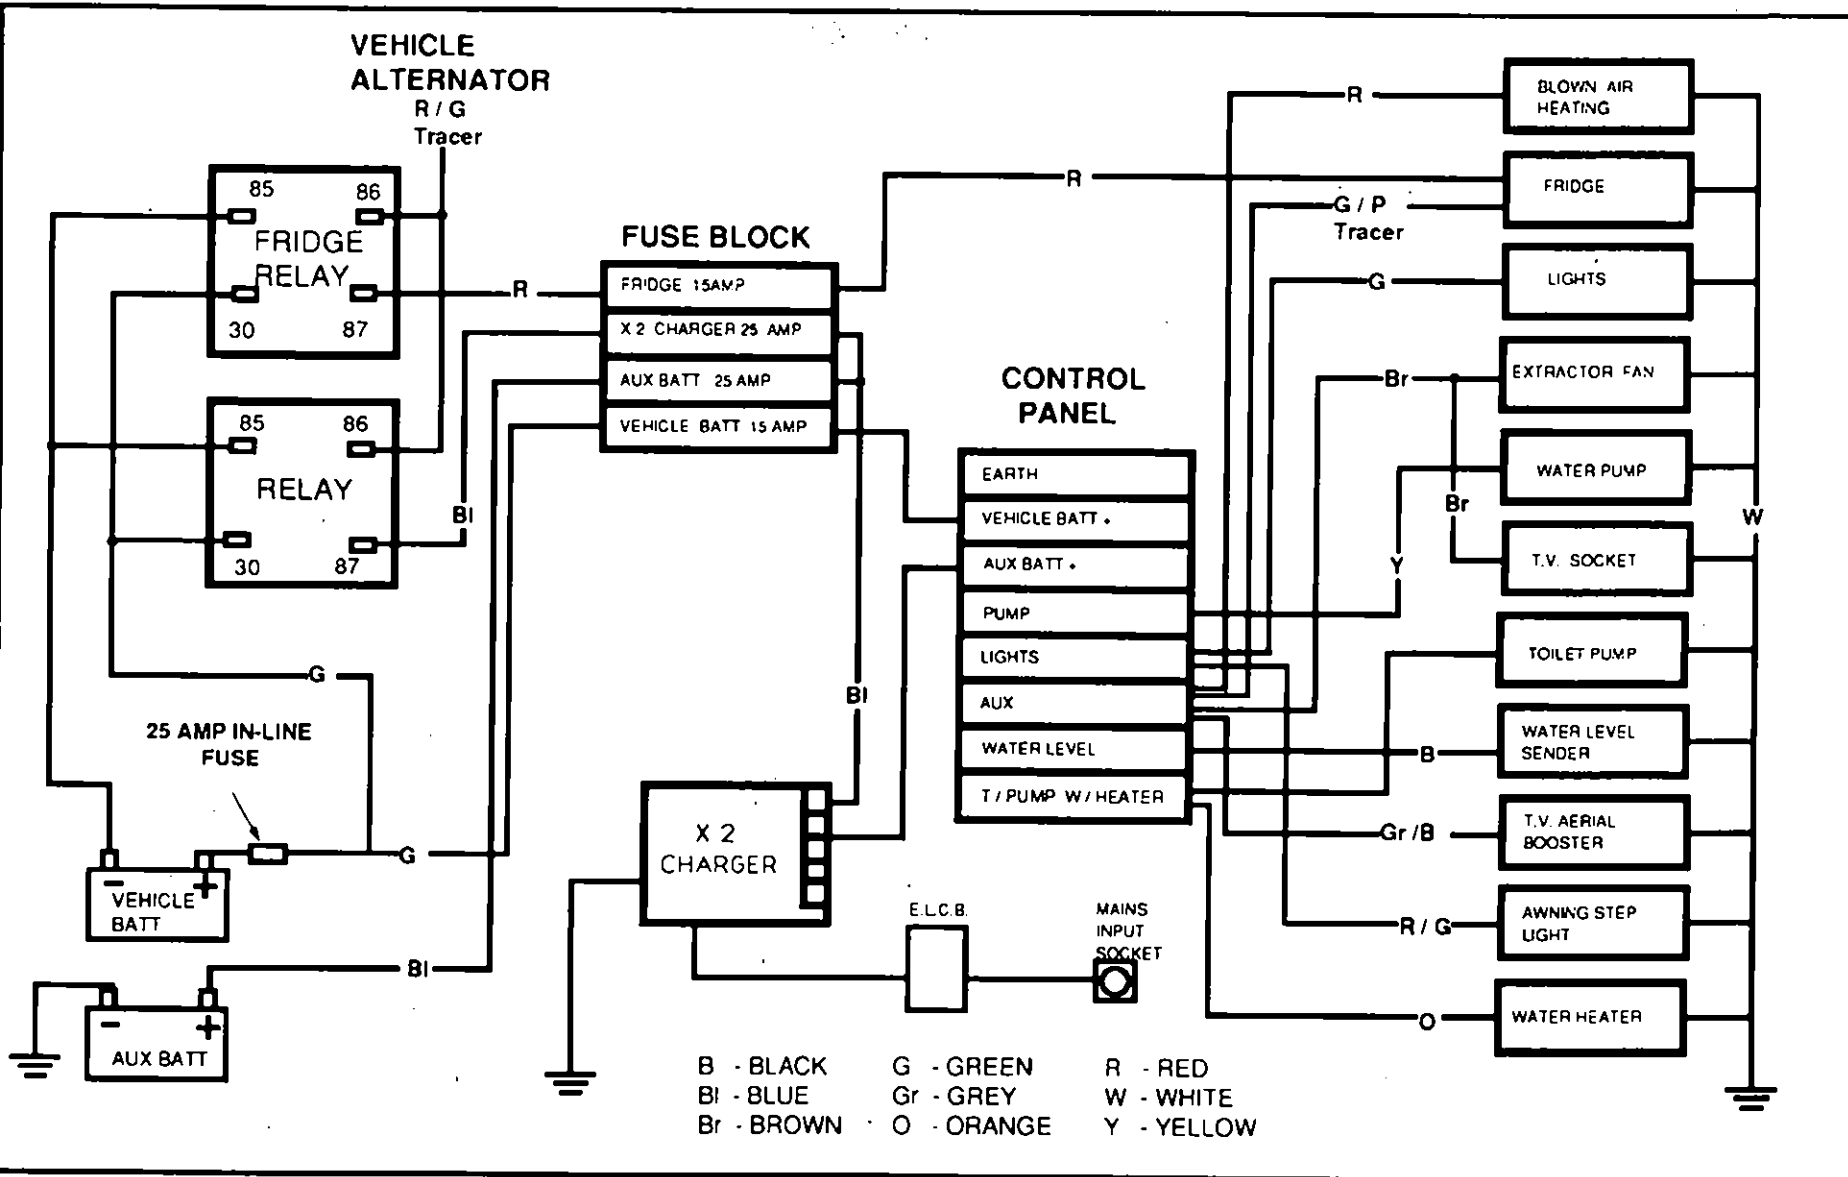 VEHICLE
ALTERNATOR
R / G
Tracer
85
86
FRIDGE
RELAY
30
87
85
86
RELAY
30
87
R
Bl
G
25 AMP IN-LINE
FUSE
G
- +
VEHICLE
BATT
Bl
- +
AUX BATT
FUSE BLOCK
FRIDGE 15AMP
X 2 CHARGER 25 AMP
AUX BATT 25 AMP
VEHICLE BATT 15 AMP
Bl
X 2
CHARGER
E.L.C.B.
MAINS
INPUT
SOCKET
CONTROL
PANEL
EARTH
VEHICLE BATT +
AUX BATT +
PUMP
LIGHTS
AUX
WATER LEVEL
T / PUMP W / HEATER
R
R
G / P
Tracer
G
Br
Br
Y
B
Gr / B
R / G
O
W
BLOWN AIR
HEATING
FRIDGE
LIGHTS
EXTRACTOR FAN
WATER PUMP
T.V. SOCKET
TOILET PUMP
WATER LEVEL
SENDER
T.V. AERIAL
BOOSTER
AWNING STEP
LIGHT
WATER HEATER
B - BLACK G - GREEN R - RED
Bl - BLUE Gr - GREY W - WHITE
Br - BROWN O - ORANGE Y - YELLOW